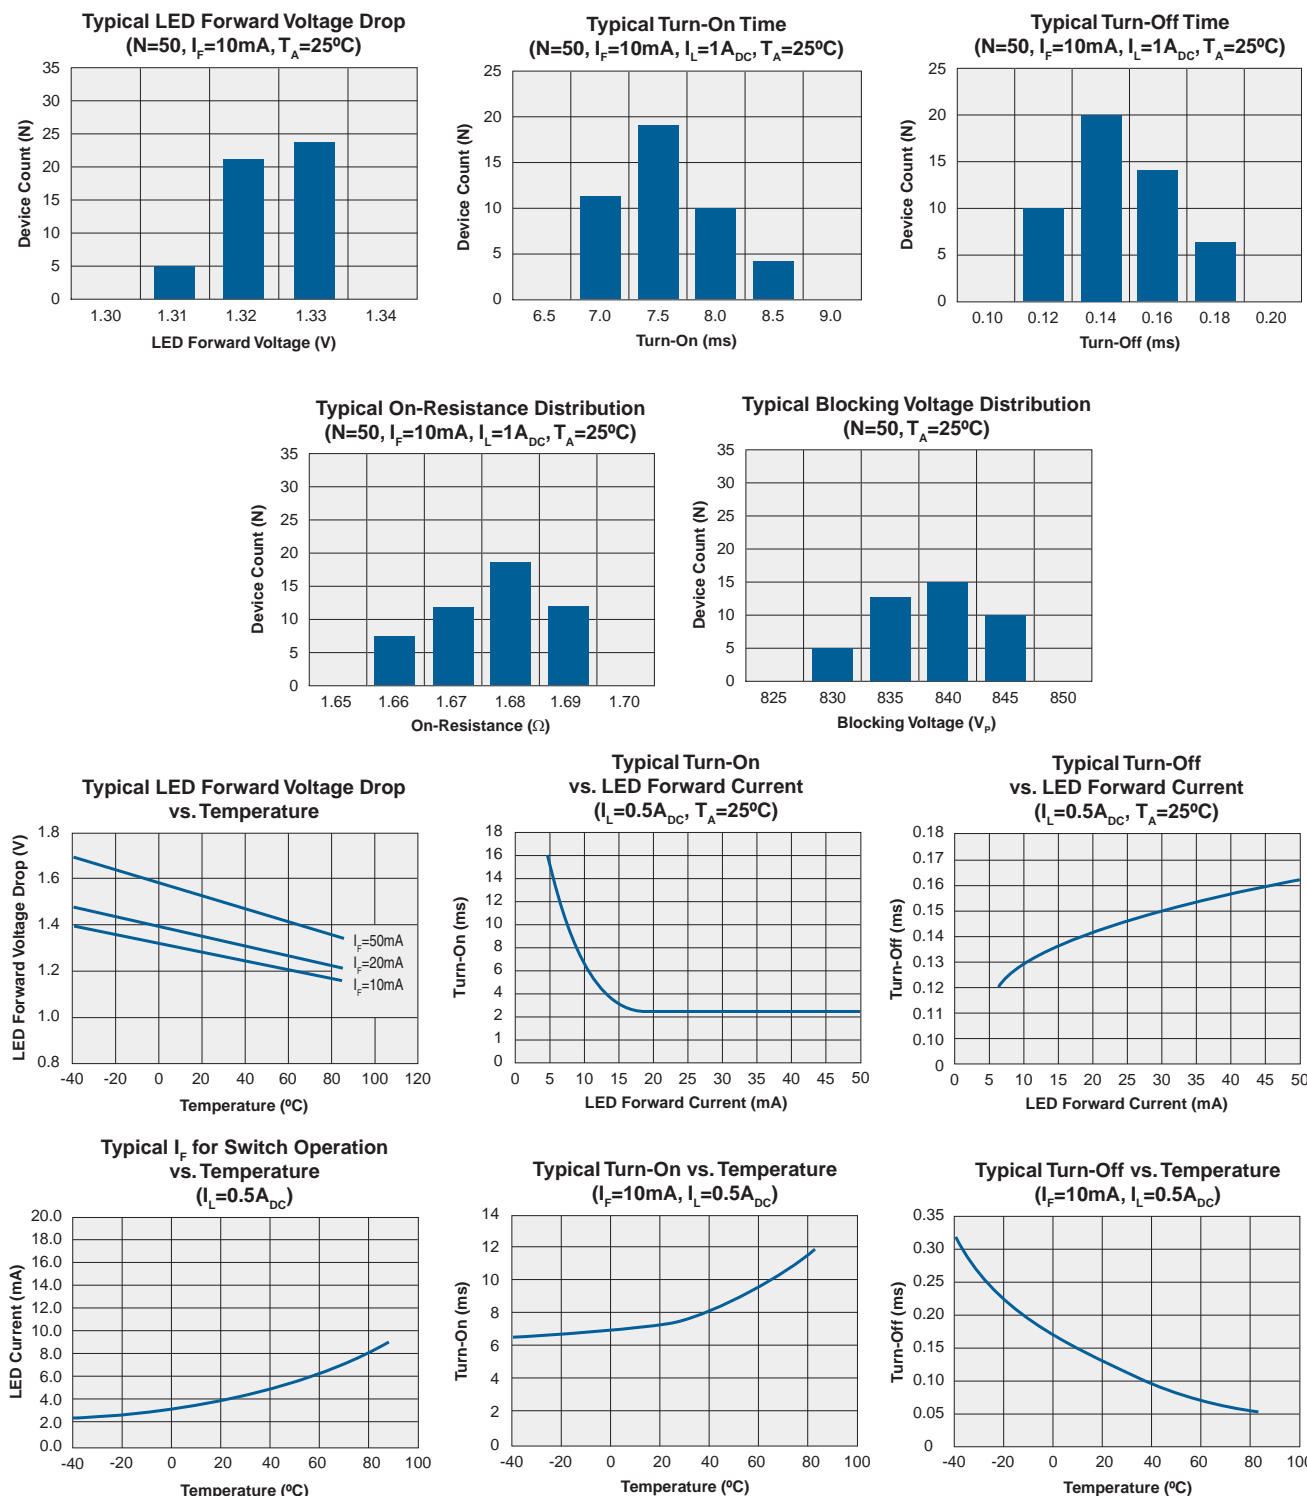 Typical LED Forward Voltage Drop
(N=50, IF=10mA, TA=25ºC)
35
30
25
20
15
10
5
0
Device Count (N)
1.30 1.31 1.32 1.33 1.34
LED Forward Voltage (V)
Typical Turn-On Time
(N=50, IF=10mA, IL=1ADC, TA=25ºC)
25
20
15
10
5
0
Device Count (N)
6.5 7.0 7.5 8.0 8.5 9.0
Turn-On (ms)
Typical Turn-Off Time
(N=50, IF=10mA, IL=1ADC, TA=25ºC)
25
20
15
10
5
0
Device Count (N)
0.10 0.12 0.14 0.16 0.18 0.20
Turn-Off (ms)
Typical On-Resistance Distribution
(N=50, IF=10mA, IL=1ADC, TA=25ºC)
35
30
25
20
15
10
5
0
Device Count (N)
1.65 1.66 1.67 1.68 1.69 1.70
On-Resistance (Ω)
Typical Blocking Voltage Distribution
(N=50, TA=25ºC)
35
30
25
20
15
10
5
0
Device Count (N)
825 830 835 840 845 850
Blocking Voltage (VP)
Typical LED Forward Voltage Drop
vs. Temperature
1.8
1.6
1.4
1.2
1.0
0.8
LED Forward Voltage Drop (V)
IF=50mA
IF=20mA
IF=10mA
-40 -20 0 20 40 60 80 100 120
Temperature (ºC)
Typical Turn-On
vs. LED Forward Current
(IL=0.5ADC, TA=25ºC)
18
16
14
12
10
8
6
4
2
1
0
Turn-On (ms)
0 5 10 15 20 25 30 35 40 45 50
LED Forward Current (mA)
Typical Turn-Off
vs. LED Forward Current
(IL=0.5ADC, TA=25ºC)
0.18
0.17
0.16
0.15
0.14
0.13
0.12
0.10
0
Turn-Off (ms)
0 5 10 15 20 25 30 35 40 45 50
LED Forward Current (mA)
Typical IF for Switch Operation
vs. Temperature
(IL=0.5ADC)
20.0
18.0
16.0
14.0
12.0
10.0
8.0
6.0
4.0
2.0
0.0
LED Current (mA)
-40 -20 0 20 40 60 80 100
Temperature (ºC)
Typical Turn-On vs. Temperature
(IF=10mA, IL=0.5ADC)
14
12
10
8
6
4
2
0
Turn-On (ms)
-40 -20 0 20 40 60 80 100
Temperature (ºC)
Typical Turn-Off vs. Temperature
(IF=10mA, IL=0.5ADC)
0.35
0.30
0.25
0.20
0.15
0.10
0.05
0
Turn-Off (ms)
-40 -20 0 20 40 60 80 100
Temperature (ºC)